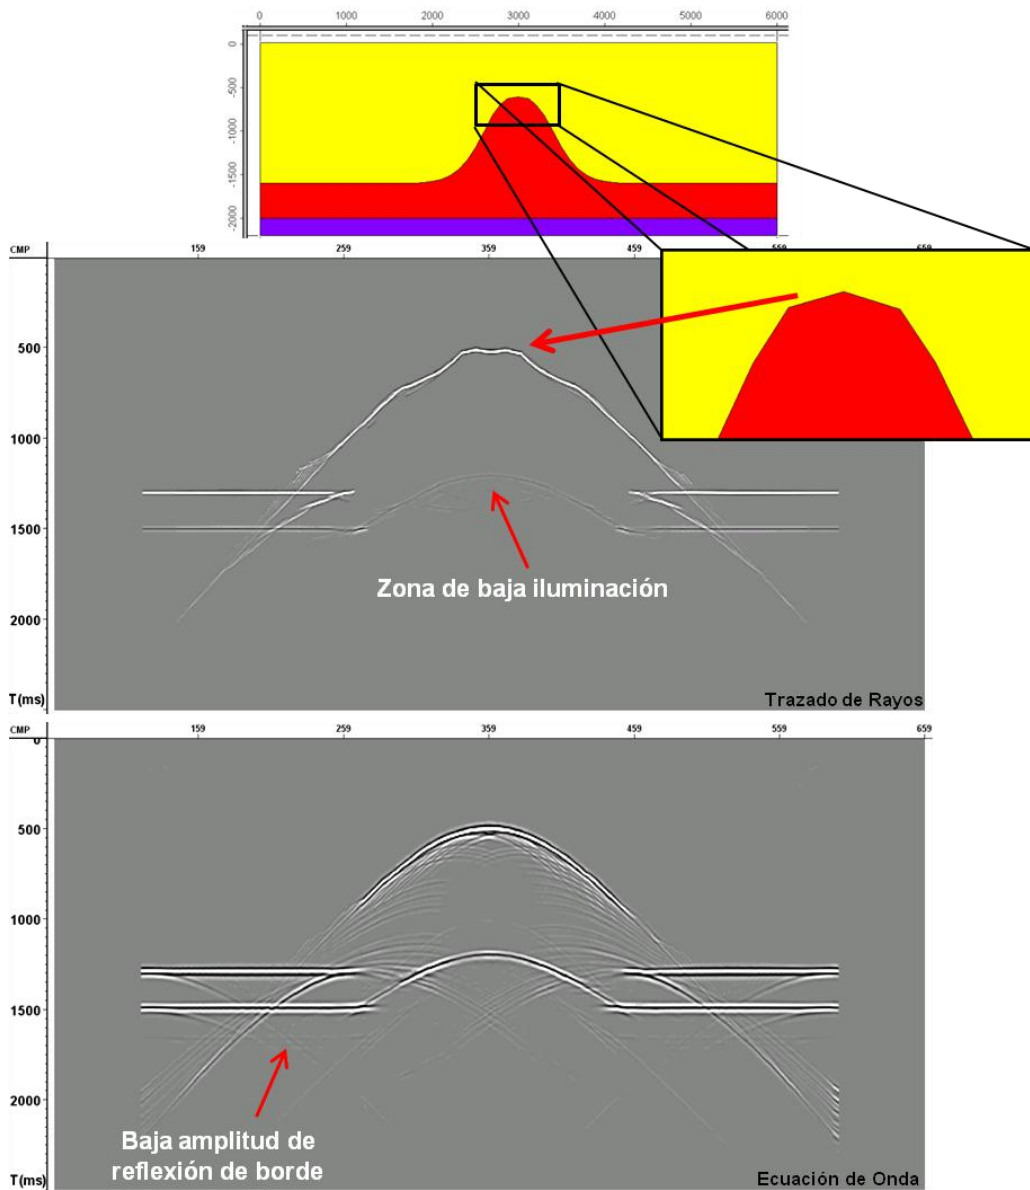 0 1000 2000 3000 4000 5000 6000
0
-500
-1000
-1500
-2000
CMP 159 259 359 459 559 659
500
1000
1500
Zona de baja iluminación
2000
T(ms) Trazado de Rayos
CMP 159 259 359 459 559 659
0
500
1000
1500
2000
Baja amplitud de
reflexión de borde
T(ms) Ecuación de Onda